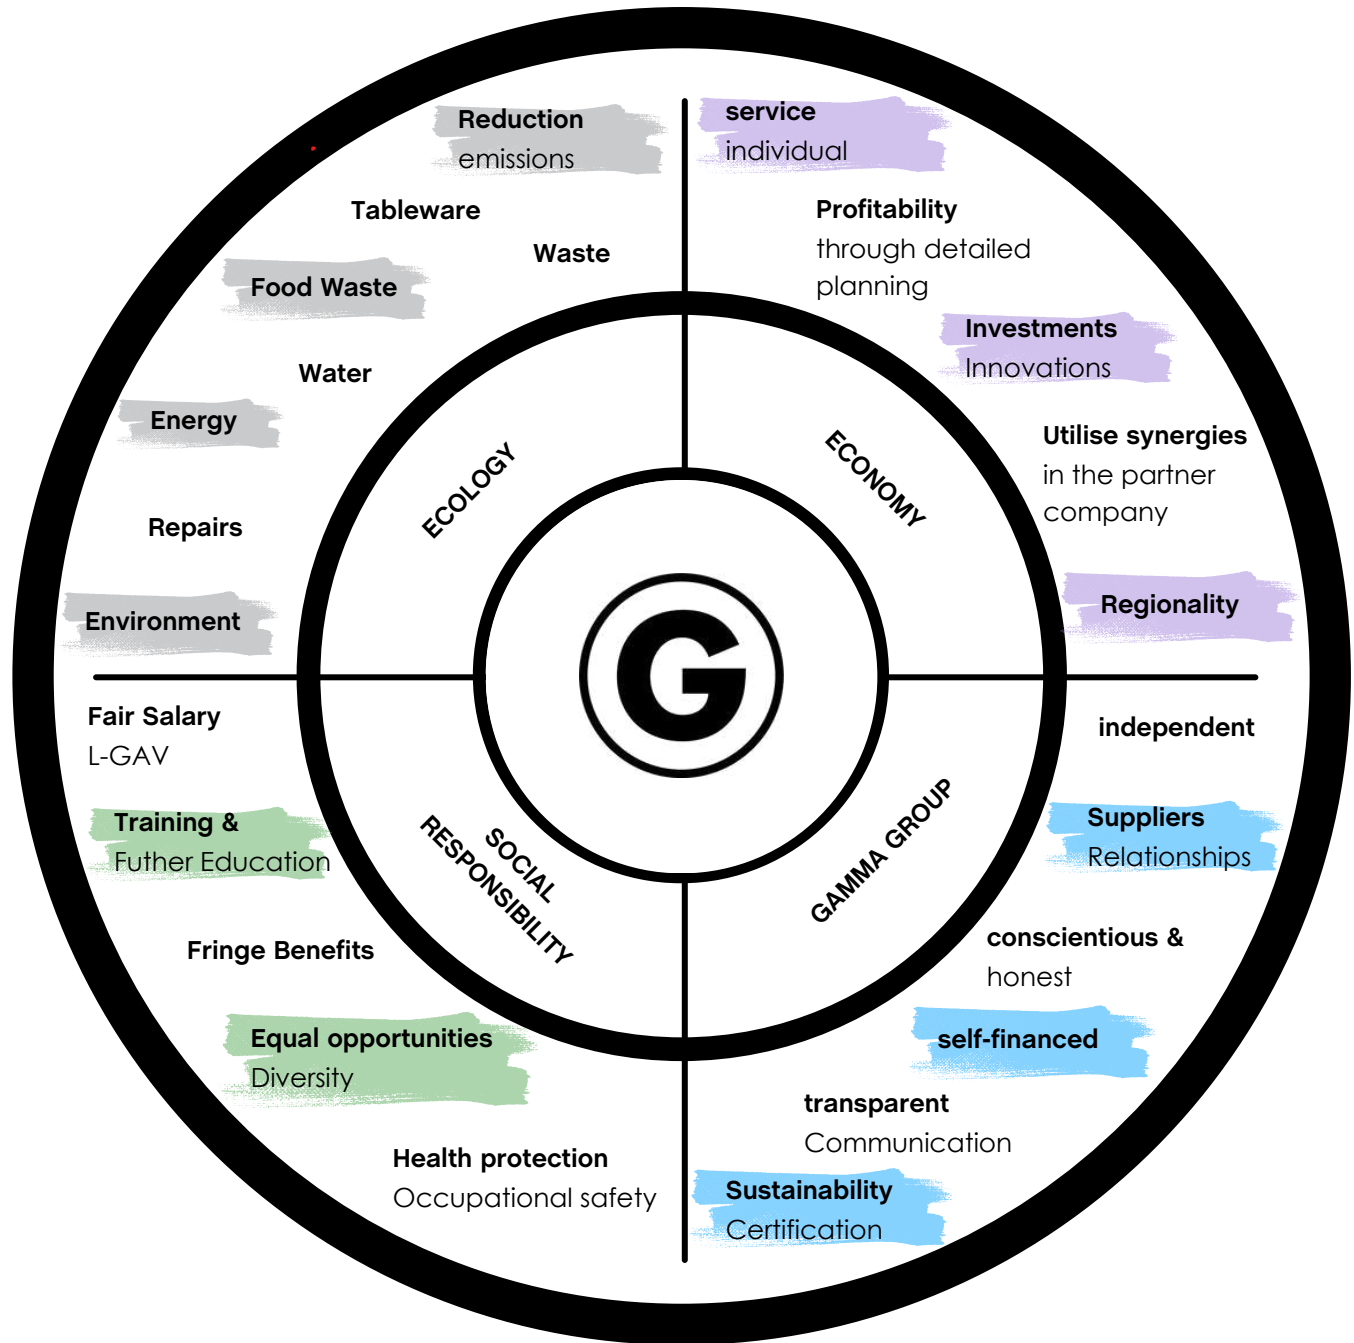 Reduction
emissions
Tableware
Waste
Food Waste
Water
Energy
Repairs
Environment
service
individual
Profitability
through detailed
planning
Investments
Innovations
Utilise synergies
in the partner
company
Regionality
ECOLOGY
ECONOMY
G
SOCIAL
RESPONSIBILITY
GAMMA GROUP
Fair Salary
L-GAV
Training &
Futher Education
Fringe Benefits
Equal opportunities
Diversity
Health protection
Occupational safety
independent
Suppliers
Relationships
conscientious &
honest
self-financed
transparent
Communication
Sustainability
Certification